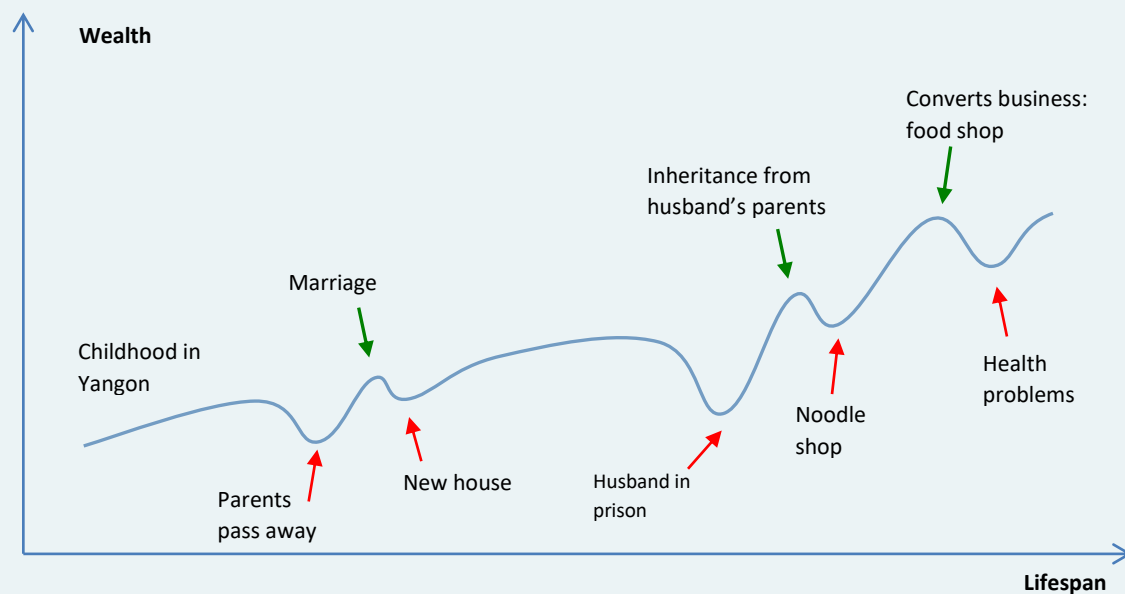 Wealth
Converts business:
food shop
Inheritance from
husband’s parents
Marriage
Childhood in
Yangon
Health
problems
Noodle
shop
New house
Husband in
prison
Parents
pass away
Lifespan